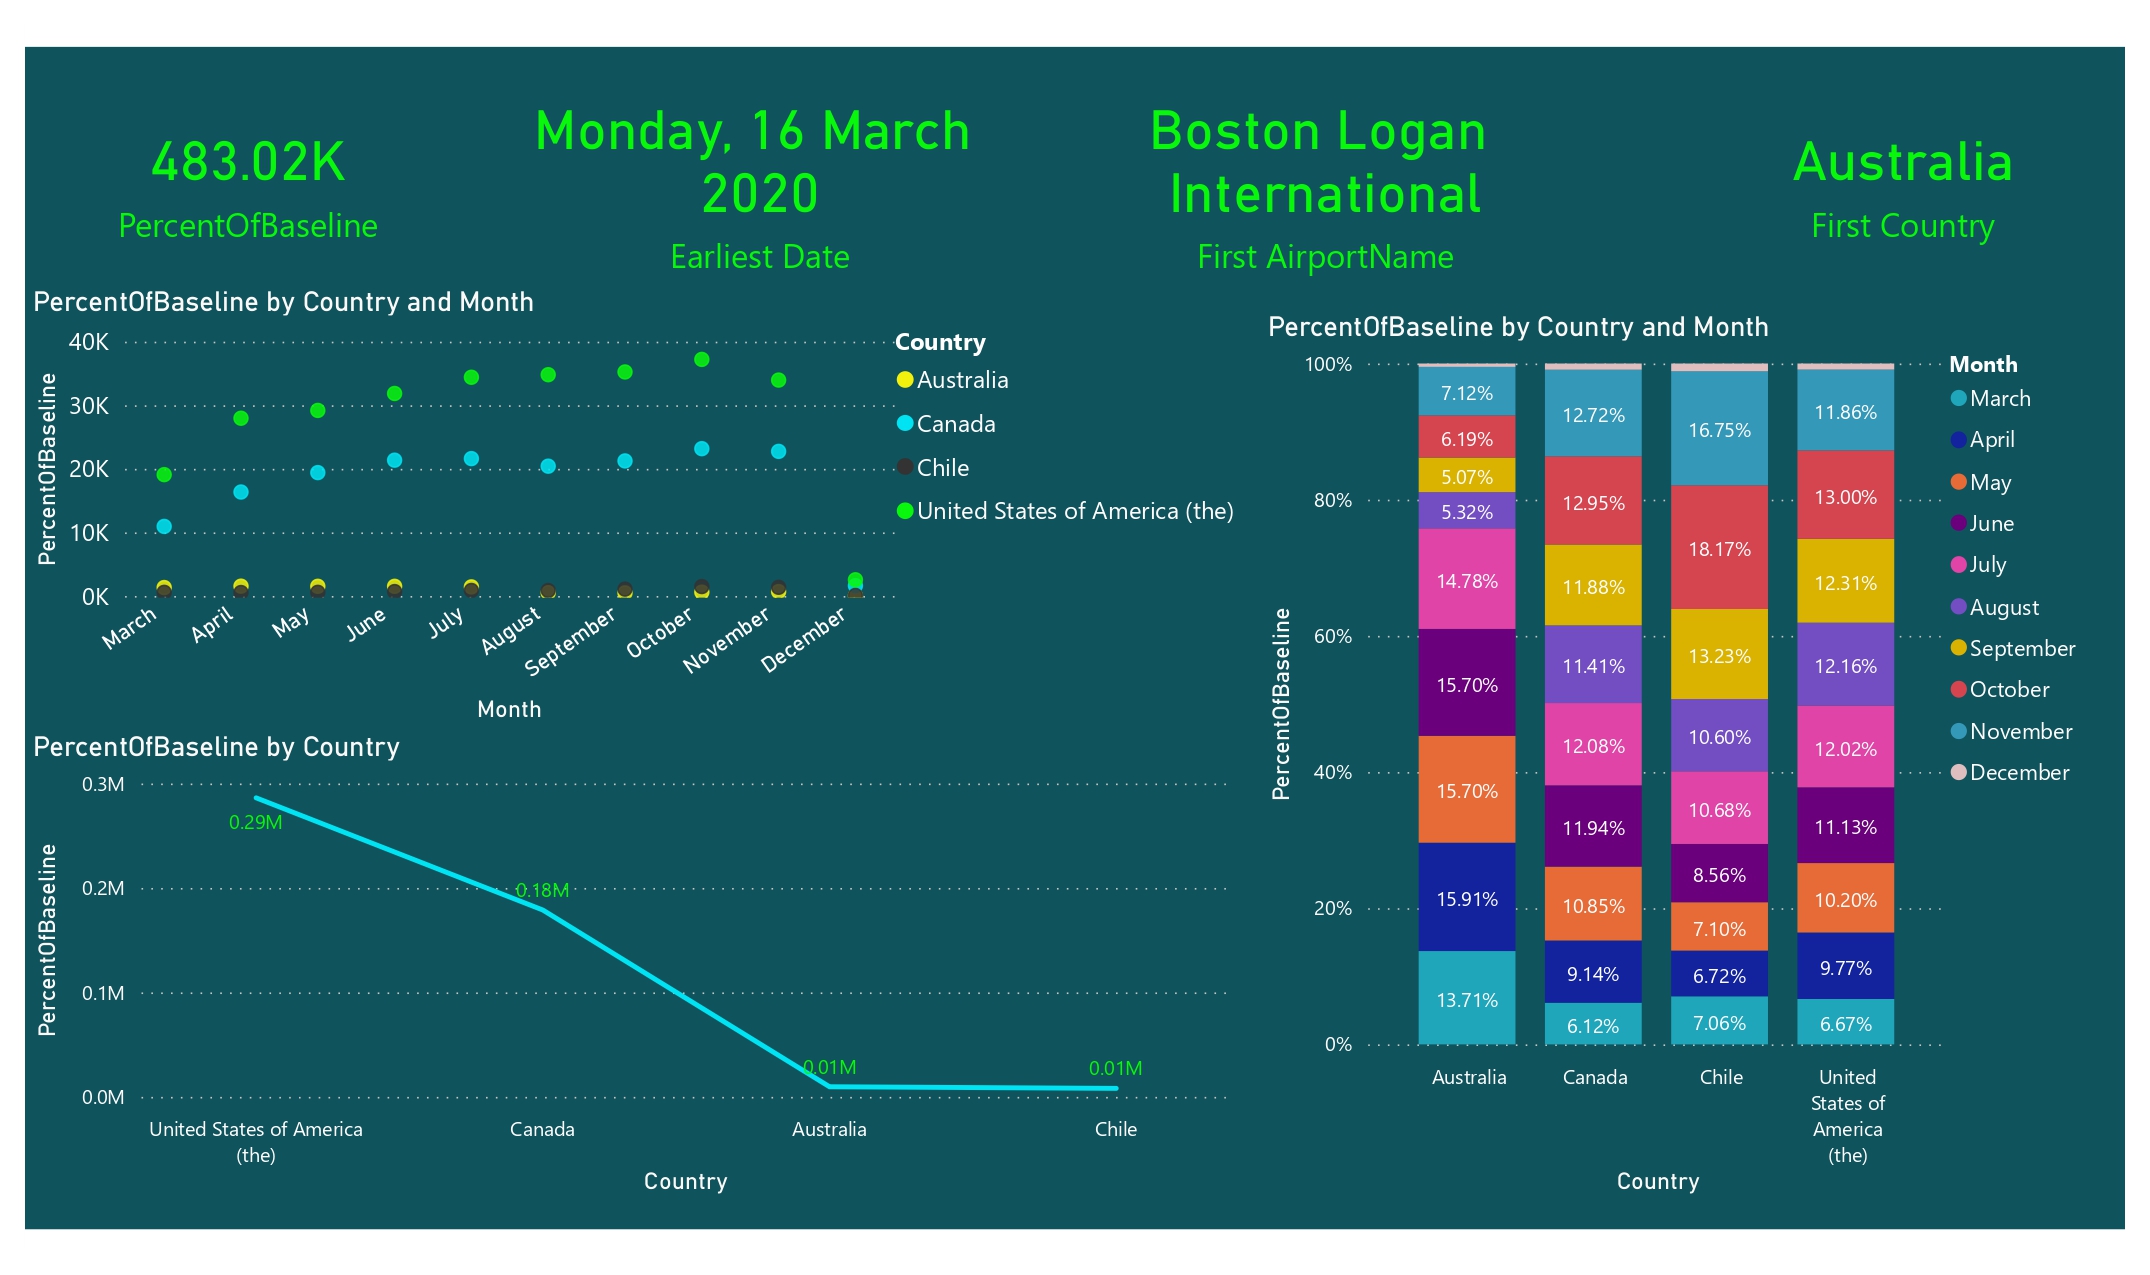 483.02K
PercentOfBaseline
Monday, 16 March
2020
Earliest Date
Boston Logan
International
First AirportName
Australia
First Country
PercentOfBaseline by Country and Month
PercentOfBaseline
40K
30K
20K
10K
0K
March
April
May
June
July
August
September
October
November
December
Month
Country
Australia
Canada
Chile
United States of America (the)
PercentOfBaseline by Country
PercentOfBaseline
0.3M
0.2M
0.1M
0.0M
0.29M
0.18M
0.01M
0.01M
United States of America
(the)
Canada
Australia
Chile
Country
PercentOfBaseline by Country and Month
PercentOfBaseline
100%
80%
60%
40%
20%
0%
7.12%
6.19%
5.07%
5.32%
14.78%
15.70%
15.70%
15.91%
13.71%
12.72%
12.95%
11.88%
11.41%
12.08%
11.94%
10.85%
9.14%
6.12%
16.75%
18.17%
13.23%
10.60%
10.68%
8.56%
7.10%
6.72%
7.06%
11.86%
13.00%
12.31%
12.16%
12.02%
11.13%
10.20%
9.77%
6.67%
Australia
Canada
Chile
United
States of
America
(the)
Country
Month
March
April
May
June
July
August
September
October
November
December